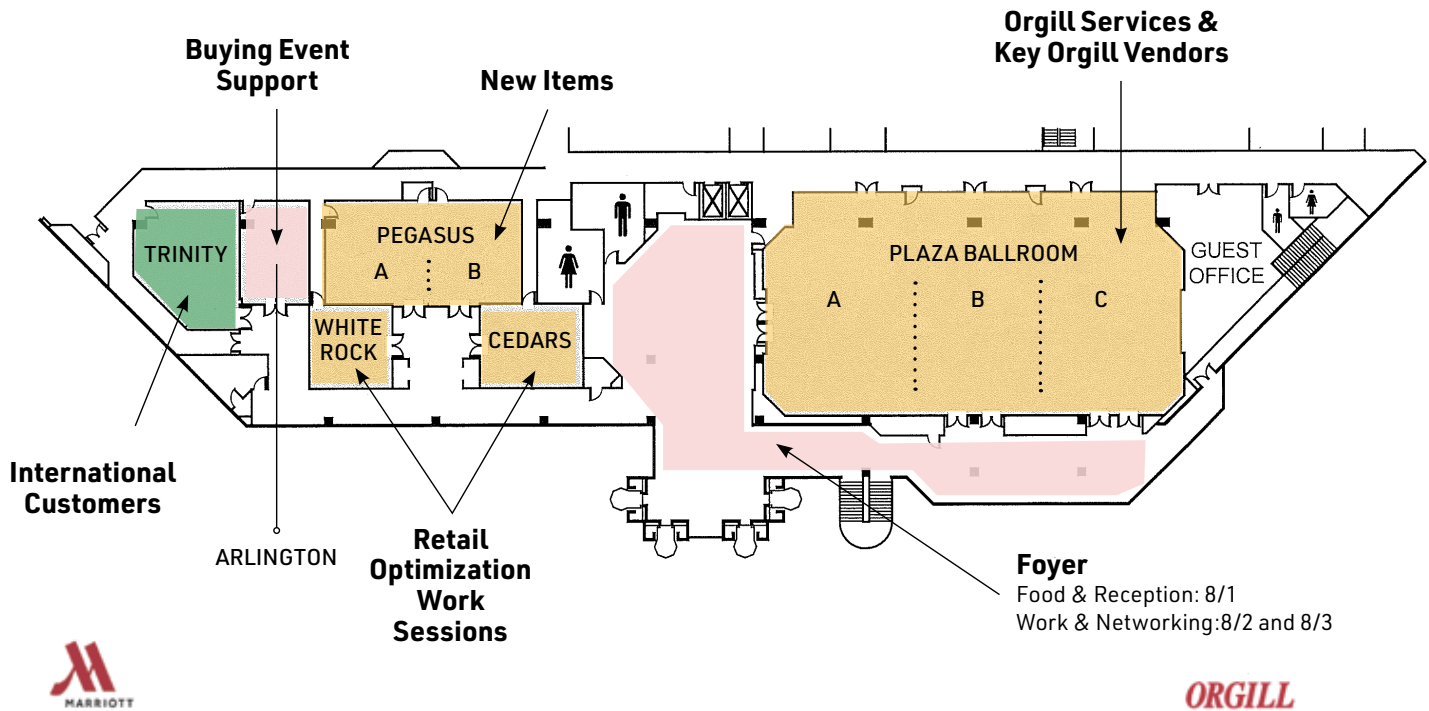 Orgill Services &
Key Orgill Vendors
Buying Event
Support
New Items
TRINITY
PEGASUS
A
B
PLAZA BALLROOM
A
B
C
GUEST
OFFICE
WHITE
ROCK
CEDARS
International
Customers
ARLINGTON
Retail
Optimization
Work
Sessions
Foyer
Food & Reception: 8/1
Work & Networking:8/2 and 8/3
MARRIOTT
ORGILL